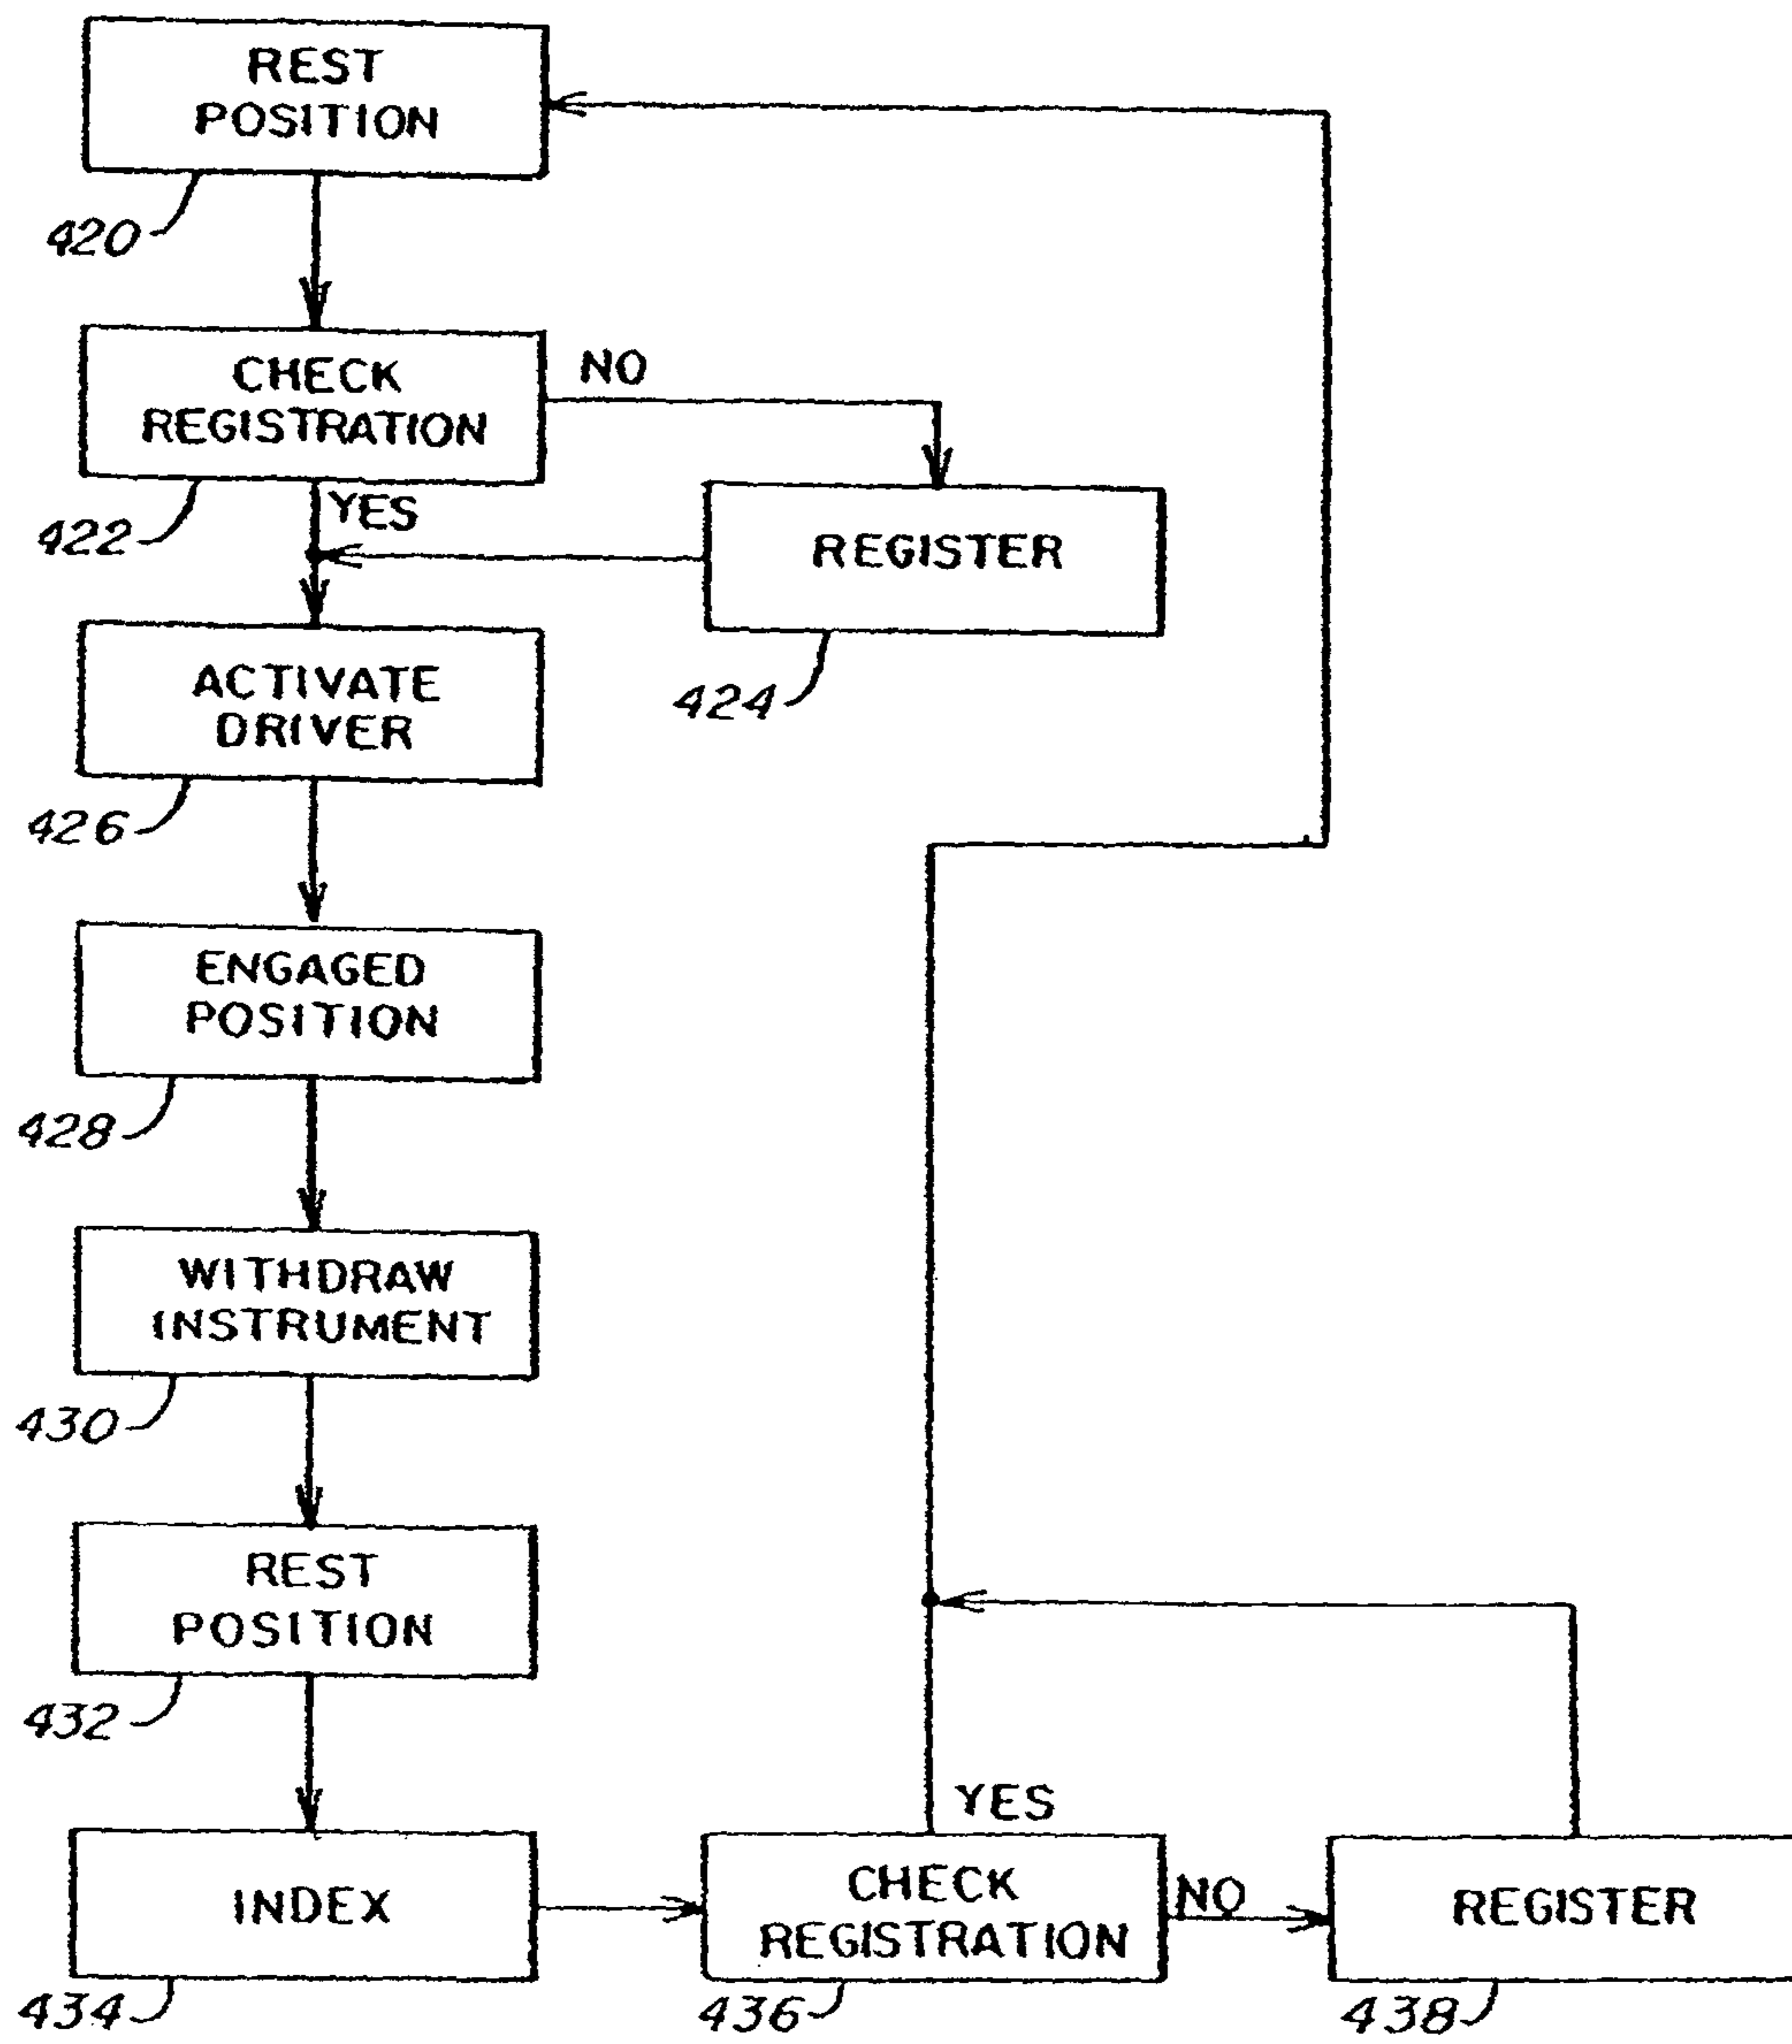 REST
POSITION
420
CHECK
REGISTRATION
NO
422
YES
REGISTER
424
ACTIVATE
DRIVER
426
ENGAGED
POSITION
428
WITHDRAW
INSTRUMENT
430
REST
POSITION
432
INDEX
434
YES
CHECK
REGISTRATION
436
NO
REGISTER
438